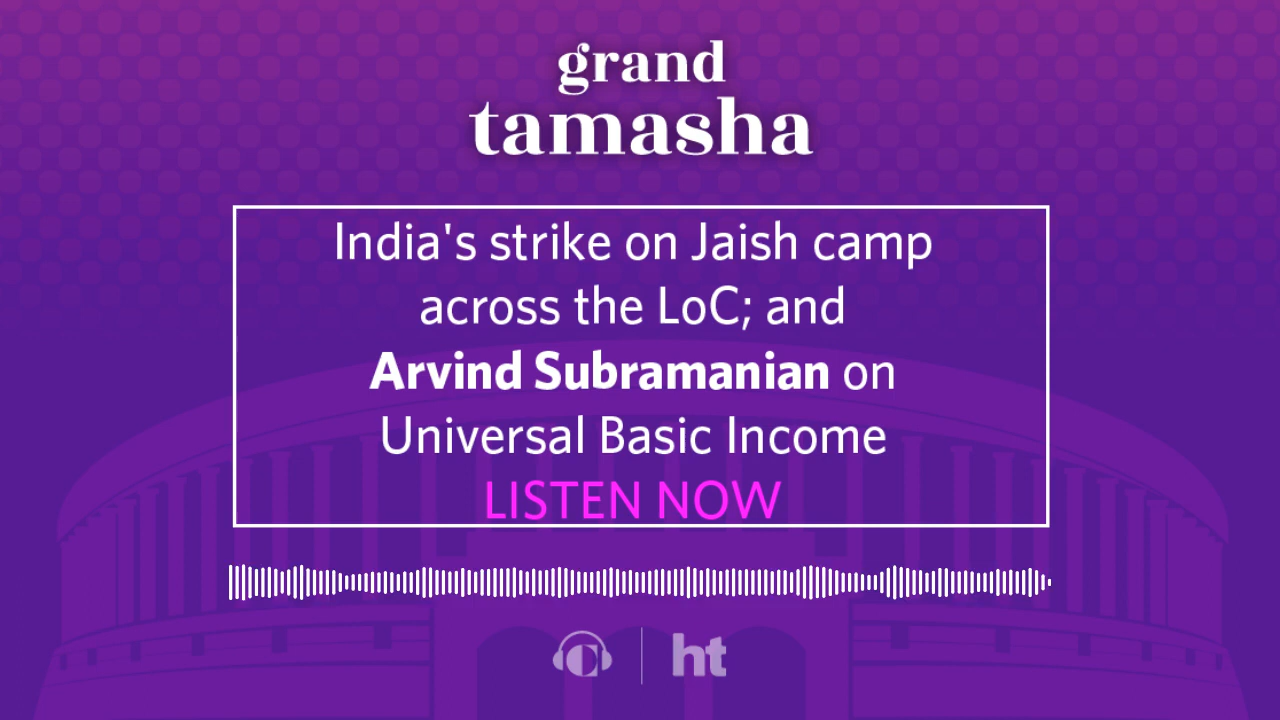 grand
tamasha
India's strike on Jaish camp
across the LoC; and
Arvind Subramanian on
Universal Basic Income
LISTEN NOW
ht